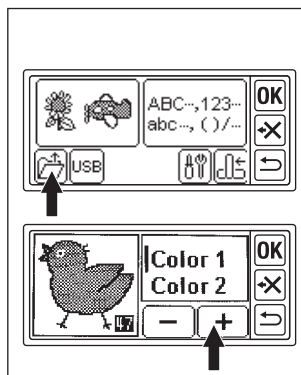 ABC···,123···
abc···, ( )/···
OK
USB
Color 1
Color 2
OK
− +